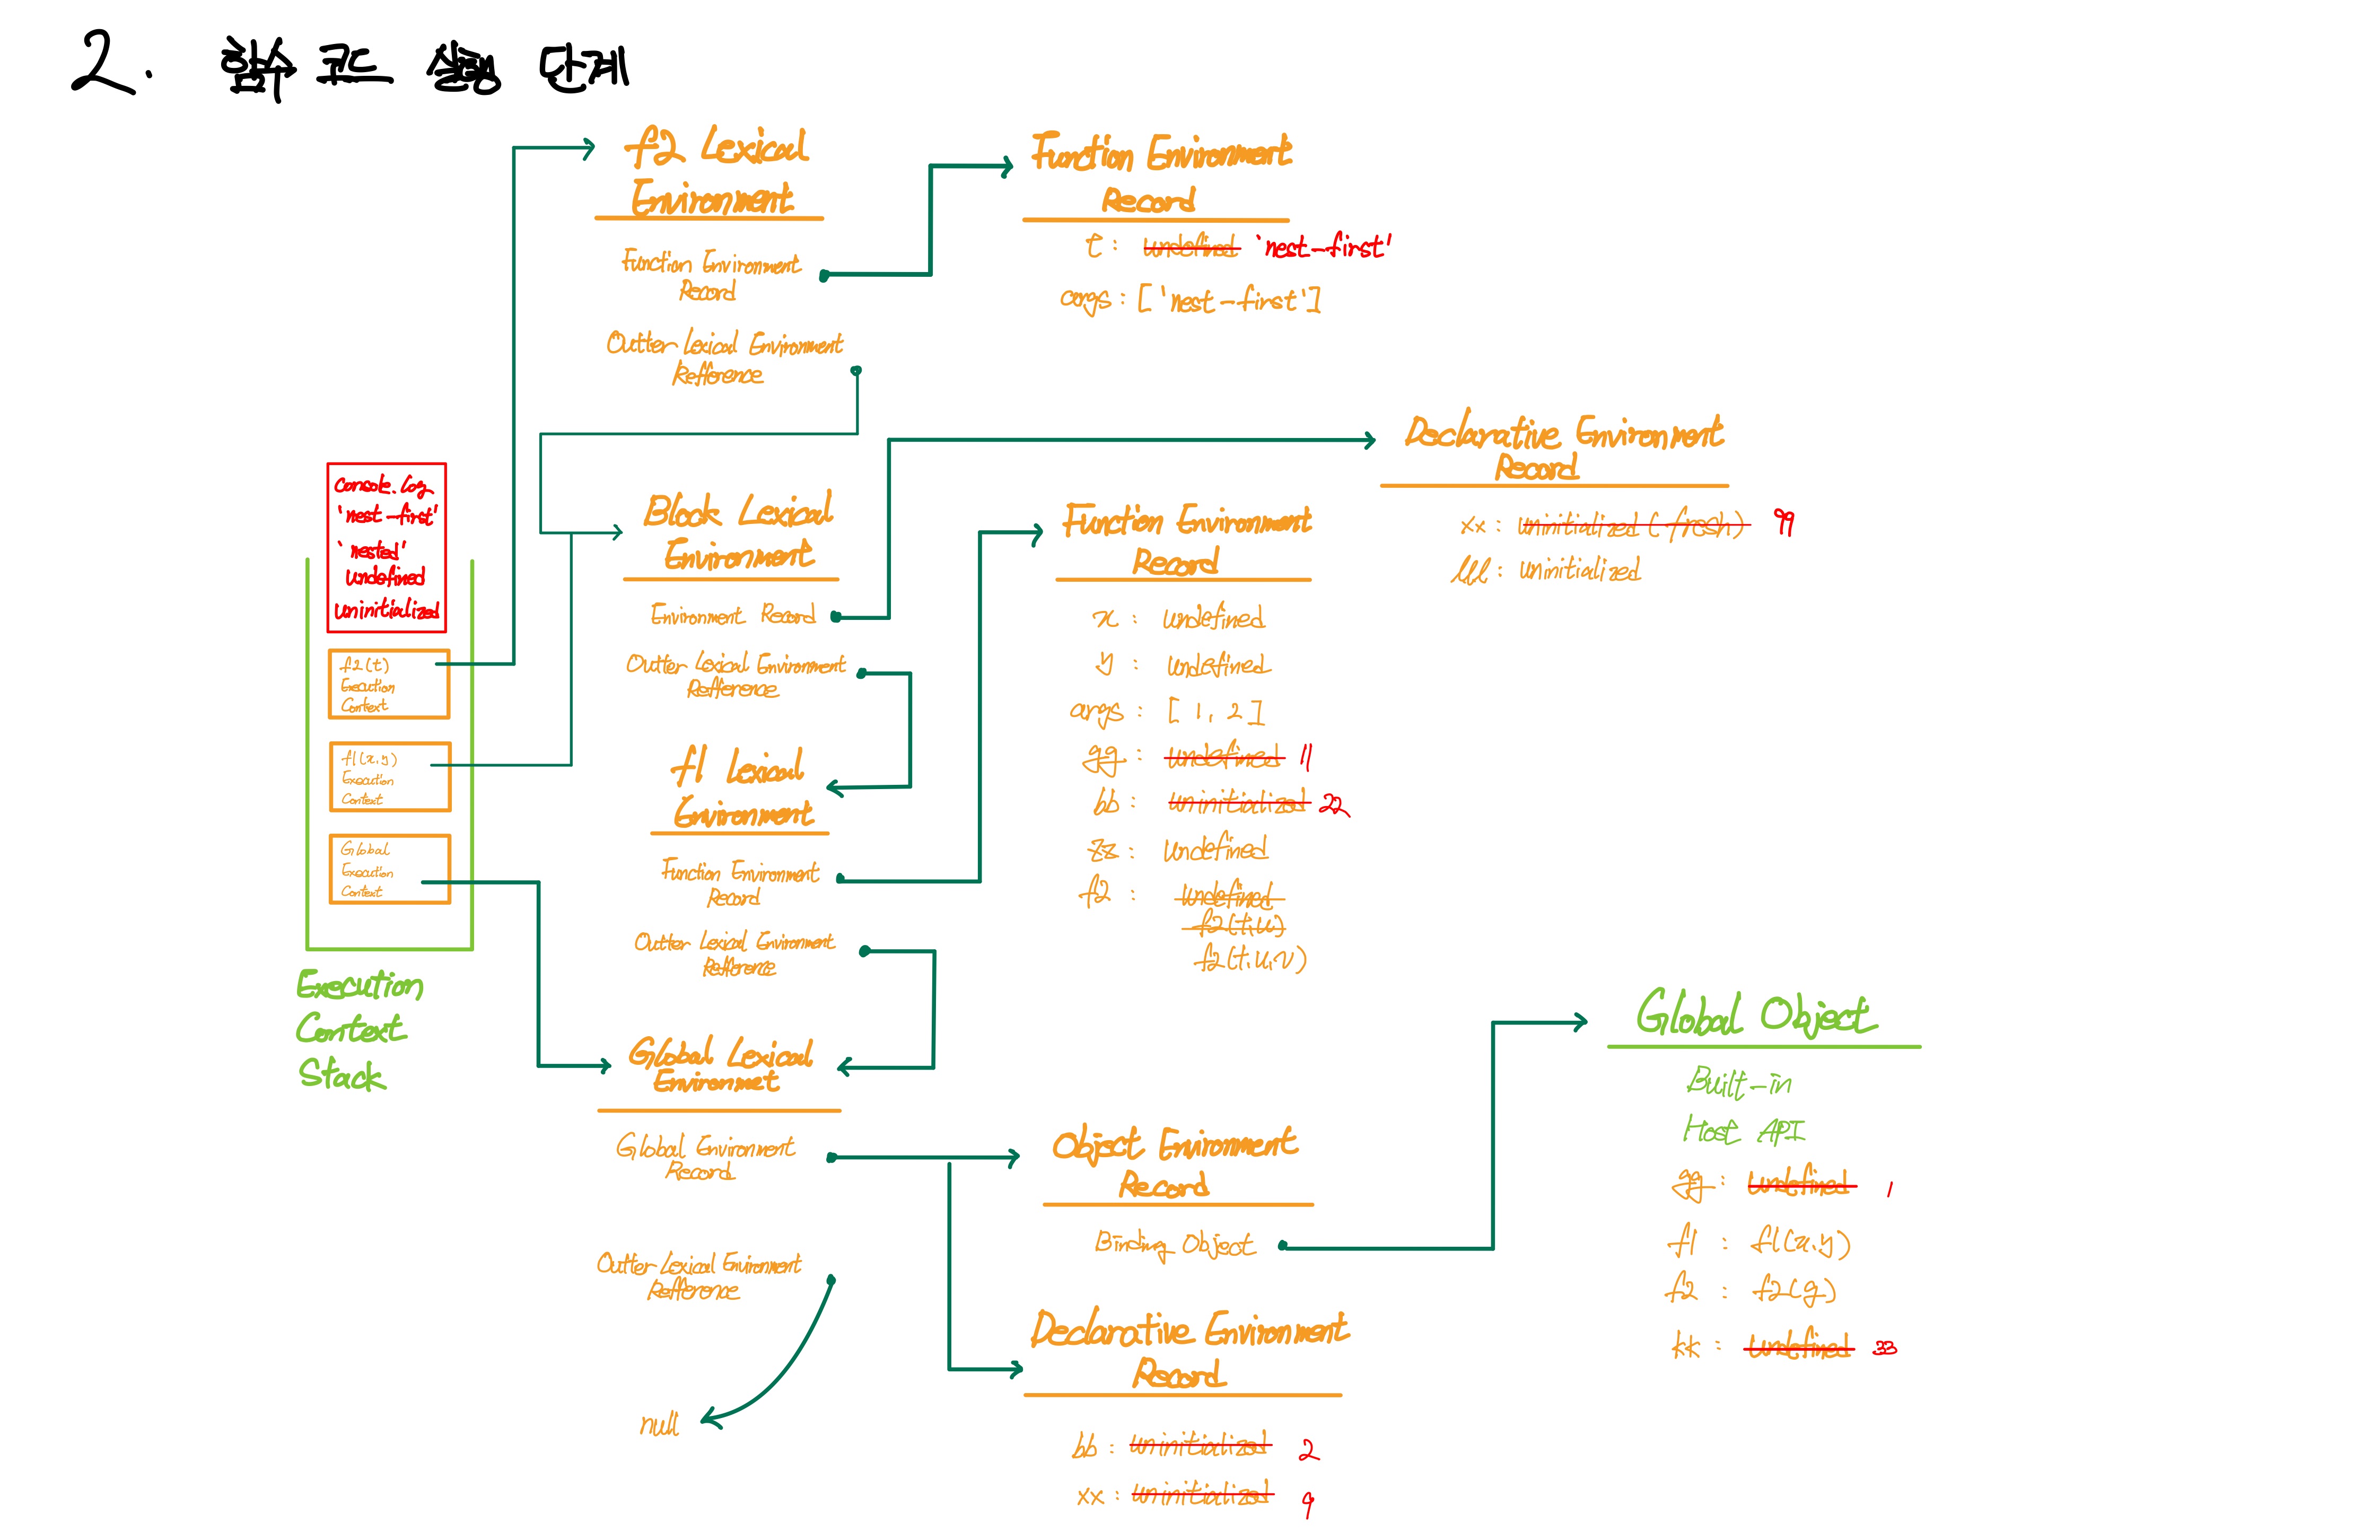 2. 함수 코드 실행 단계
f2 Lexical
Environment
Function Environment
Record
Outter Lexical Environment
Refference
Function Environment
Record
t : undefined 'nest-first'
args : ['nest-first']
Declarative Environment
Record
xx : uninitialized ( fresh) 99
lll : uninitialized
console.log
'nest-first'
'nested'
undefined
uninitialized
f2(t)
Execution
Context
f1(x,y)
Execution
Context
Global
Execution
Context
Execution
Context
Stack
Block Lexical
Environment
Environment Record
Outter Lexical Environment
Refference
f1 Lexical
Environment
Function Environment
Record
Outter Lexical Environment
Refference
Function Environment
Record
x : undefined
y : undefined
args : [ 1, 2 ]
: undefined 11
bb : uninitialized 22
zz : undefined
f2 : undefined
f2(t,u)
f2(t,u,v)
Global Lexical
Environmet
Global Environment
Record
Outter Lexical Environment
Refference
null
Object Environment
Record
Binding Object
Declarative Environment
Record
bb : uninitialized 2
xx : uninitialized 9
Global Object
Built-in
Host API
: undefined 1
f1 : f1(x,y)
f2 : f2(g)
kk : undefined 33